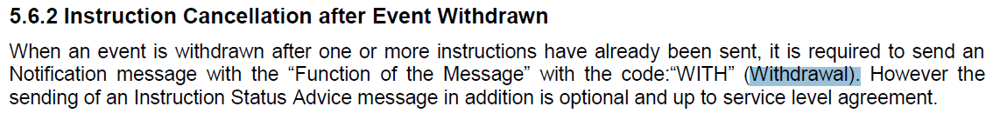 5.6.2 Instruction Cancellation after Event Withdrawn
When an event is withdrawn after one or more instructions have already been sent, it is required to send an
Notification message with the “Function of the Message” with the code:“WITH” (Withdrawal). However the
sending of an Instruction Status Advice message in addition is optional and up to service level agreement.